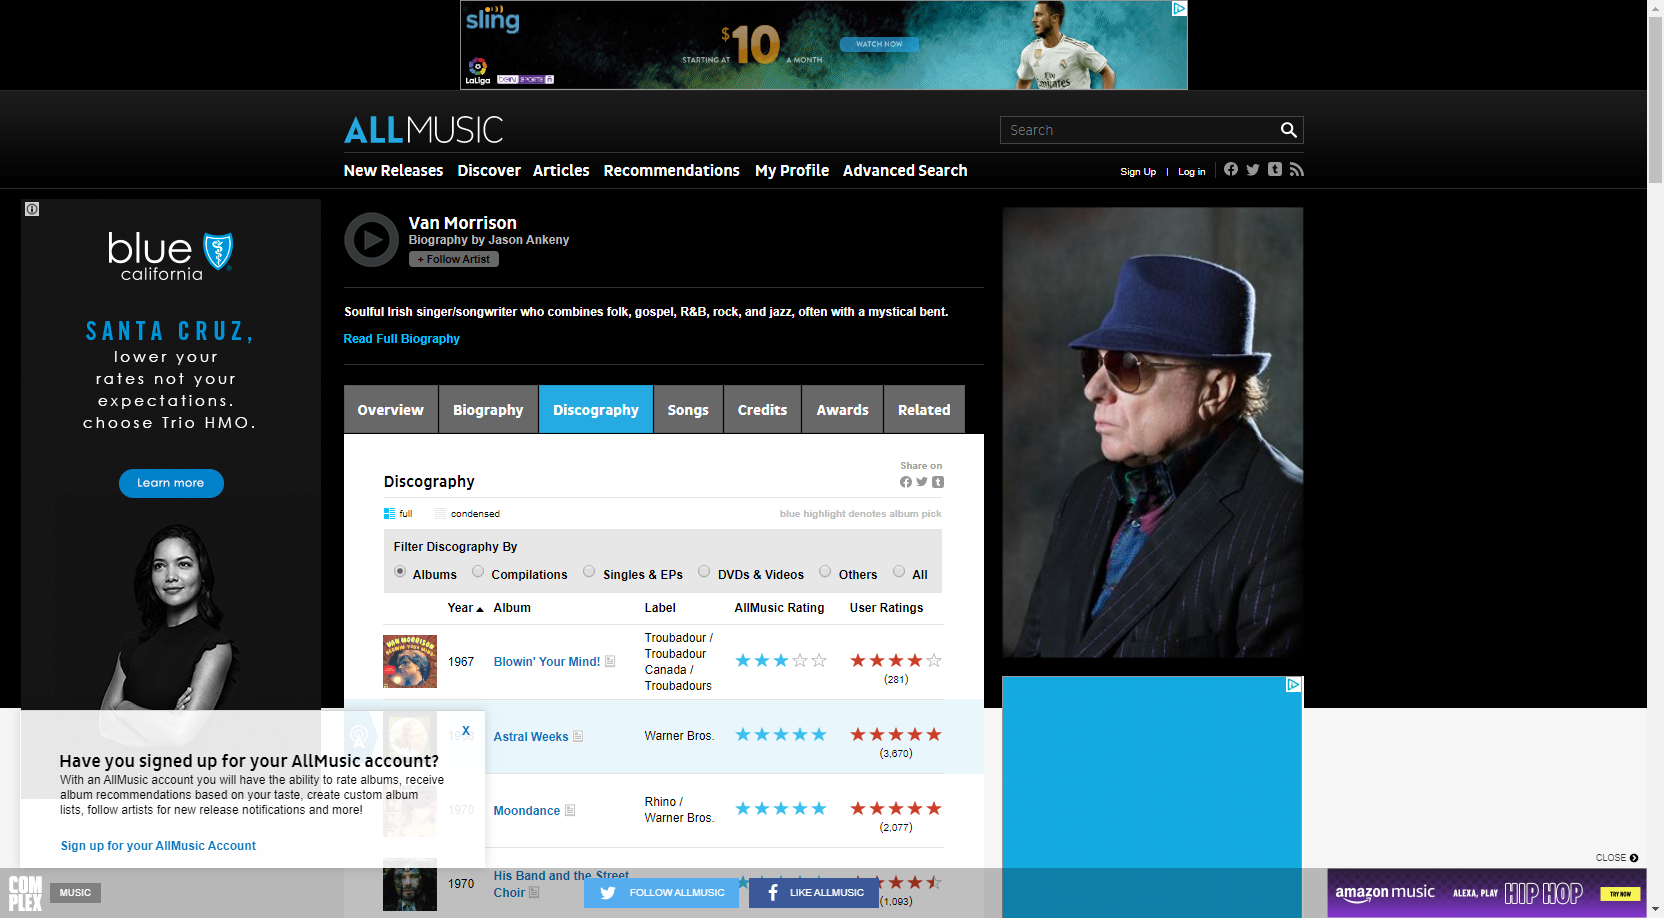 sling
LaLiga
beIN SPORTS ñ
STARTING AT $10 A MONTH
WATCH NOW
Fly Emirates
ALLMUSIC
Search
New Releases Discover Articles Recommendations My Profile Advanced Search
Sign Up | Log in
blue
california
SANTA CRUZ,
lower your
rates not your
expectations.
choose Trio HMO.
Learn more
Van Morrison
Biography by Jason Ankeny
+ Follow Artist
Soulful Irish singer/songwriter who combines folk, gospel, R&B, rock, and jazz, often with a mystical bent.
Read Full Biography
Overview Biography Discography Songs Credits Awards Related
Share on
Discography
full condensed
blue highlight denotes album pick
Filter Discography By
Albums Compilations Singles & EPs DVDs & Videos Others All
Year Album Label AllMusic Rating User Ratings
VAN MORRISON
BLOWIN' YOUR MIND!
1967 Blowin' Your Mind!
Troubadour /
Troubadour
Canada /
Troubadours
(281)
1968 Astral Weeks Warner Bros.
(3,670)
1970 Moondance
Rhino /
Warner Bros.
(2,077)
1970 His Band and the Street
Choir
(1,093)
X
Have you signed up for your AllMusic account?
With an AllMusic account you will have the ability to rate albums, receive
album recommendations based on your taste, create custom album
lists, follow artists for new release notifications and more!
Sign up for your AllMusic Account
COM
PLEX
MUSIC
FOLLOW ALLMUSIC
LIKE ALLMUSIC
CLOSE
amazon music
ALEXA, PLAY
HIP HOP
TRY NOW